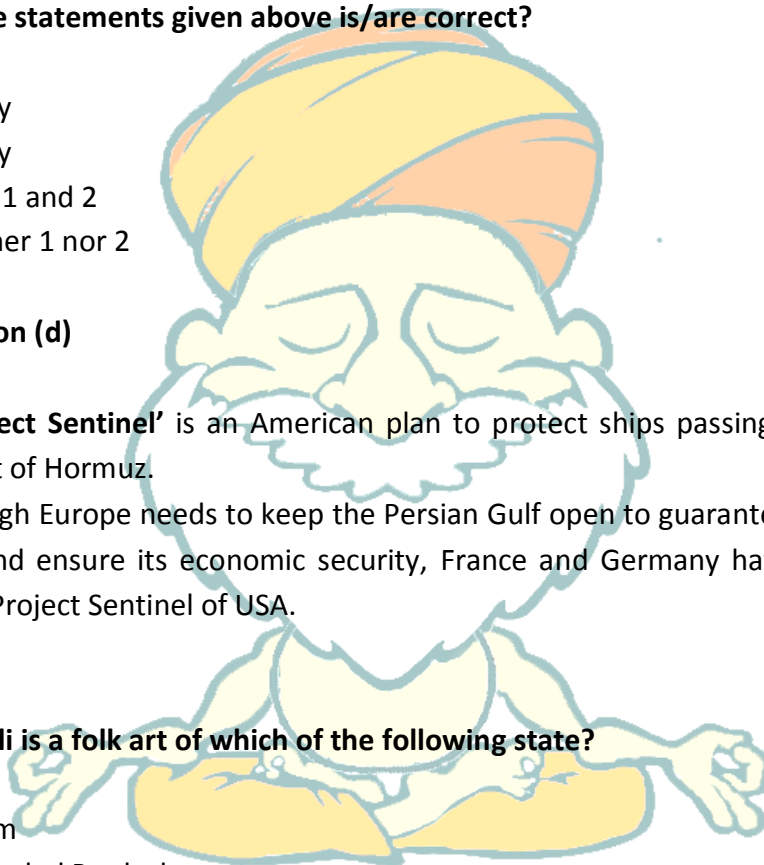 e statements given above is/are correct?
y
y
1 and 2
er 1 nor 2
on (d)
ect Sentinel’ is an American plan to protect ships passing
t of Hormuz.
gh Europe needs to keep the Persian Gulf open to guarant
nd ensure its economic security, France and Germany ha
Project Sentinel of USA.
li is a folk art of which of the following state?
m